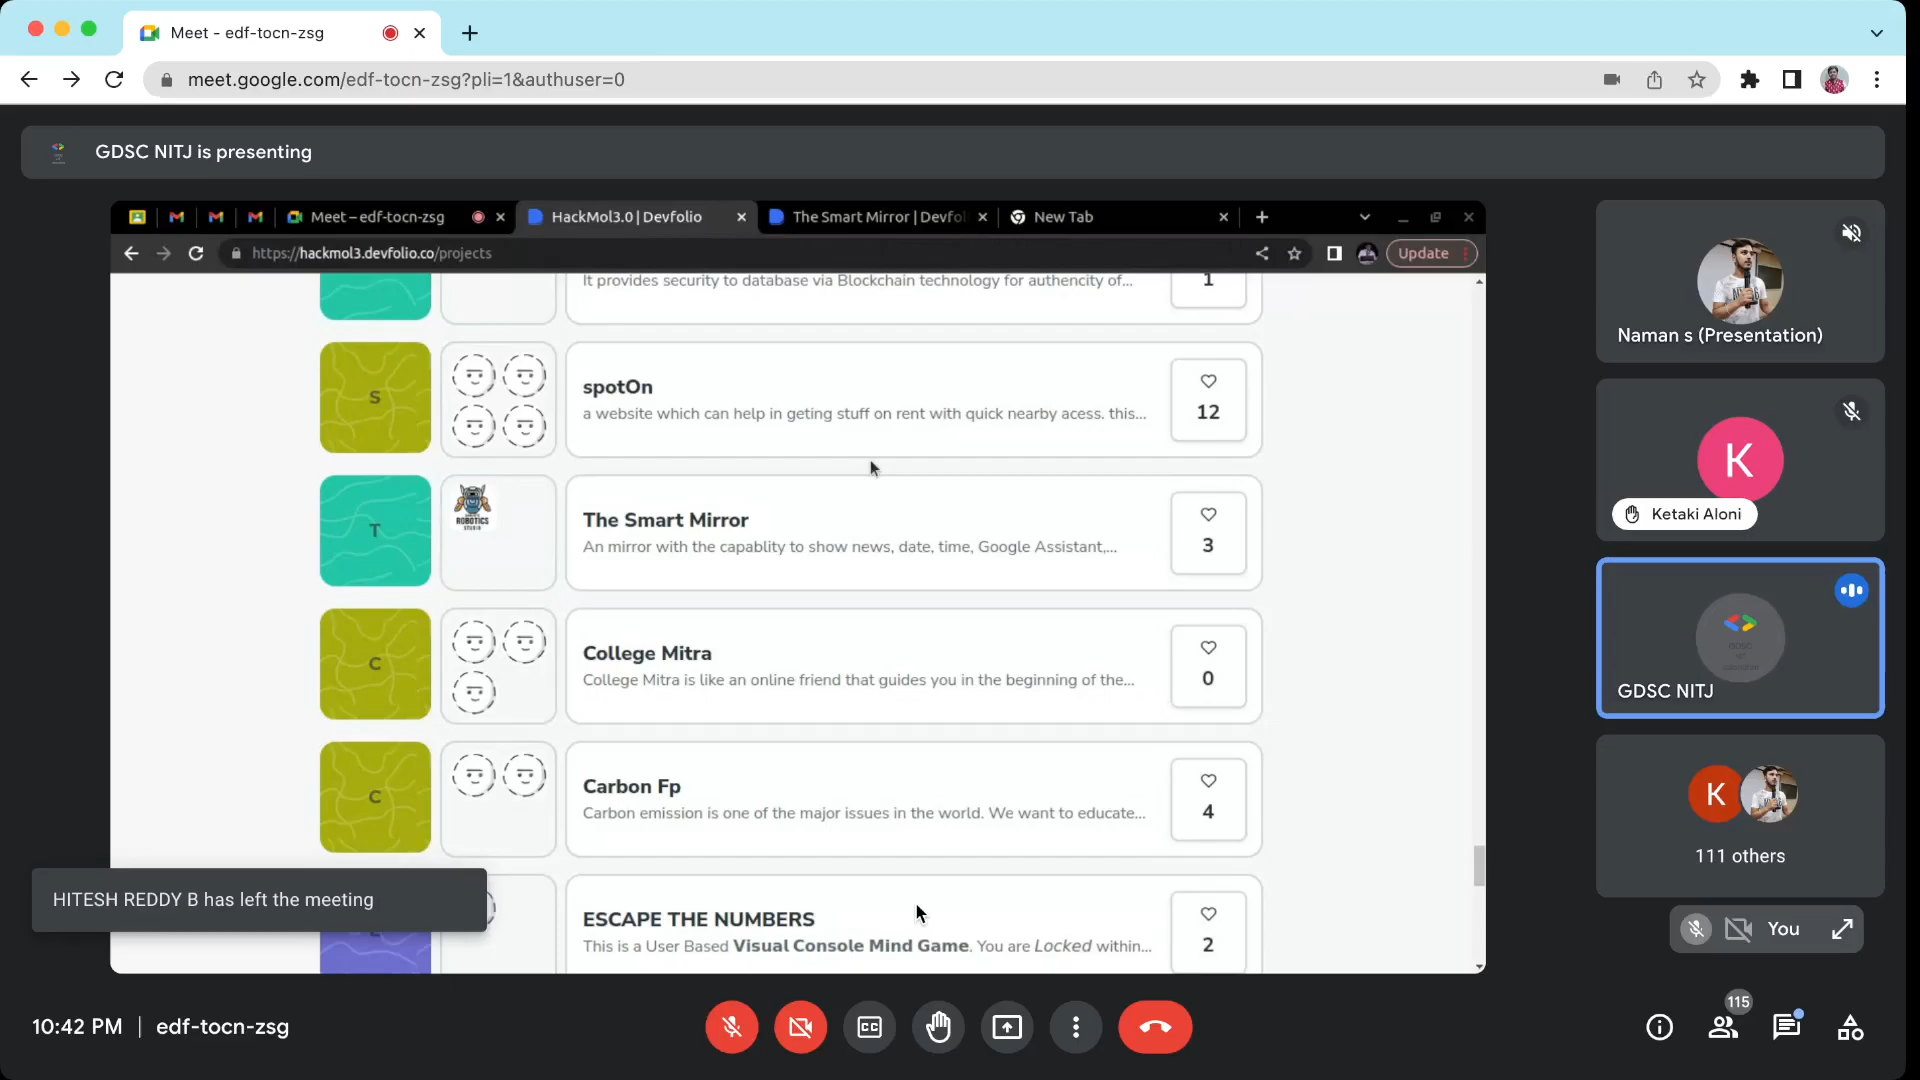 Meet - edf-tocn-zsg
meet.google.com/edf-tocn-zsg?pli=1&authuser=0
GDSC NITJ is presenting
Meet – edf-tocn-zsg
HackMol3.0 | Devfolio
The Smart Mirror | Devfol
New Tab
https://hackmol3.devfolio.co/projects
Update
It provides security to database via Blockchain technology for authencity of...
1
S
spotOn
a website which can help in geting stuff on rent with quick nearby acess. this...
12
T
ROBOTICS
STUDIO
The Smart Mirror
An mirror with the capablity to show news, date, time, Google Assistant,...
3
C
College Mitra
College Mitra is like an online friend that guides you in the beginning of the...
0
C
Carbon Fp
Carbon emission is one of the major issues in the world. We want to educate...
4
ESCAPE THE NUMBERS
This is a User Based Visual Console Mind Game. You are Locked within...
2
HITESH REDDY B has left the meeting
Naman s (Presentation)
K
Ketaki Aloni
GDSC NITJ
K
111 others
You
10:42 PM | edf-tocn-zsg
CC
115